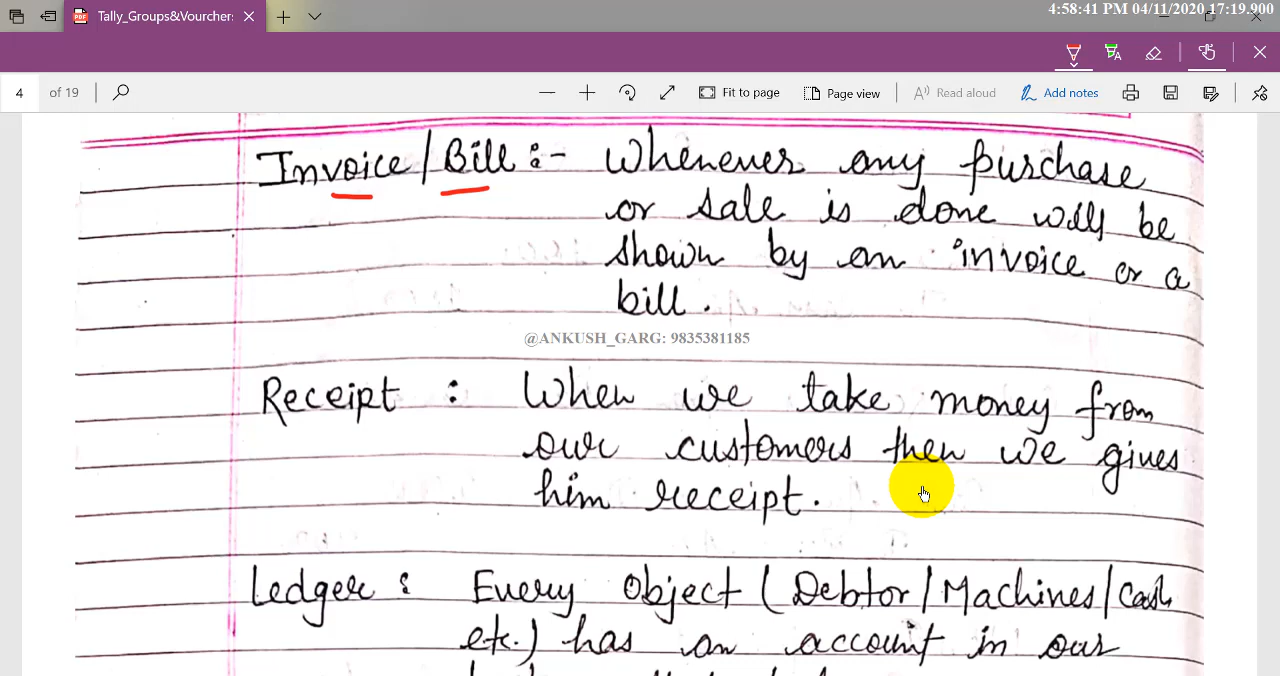 4:58:41 PM 04/11/2020 17:19.900
Tally_Groups&Vourchers
4 of 19
Fit to page
Page view
Read aloud
Add notes
Invoice/Bill:- Whenever any purchase
or sale is done will be
shown by an invoice or a
bill.
@ANKUSH_GARG: 9835381185
Receipt : When we take money from
our customers then we gives
him receipt.
Ledger : Every Object (Debtor/Machines/Cash
etc.) has an account in our